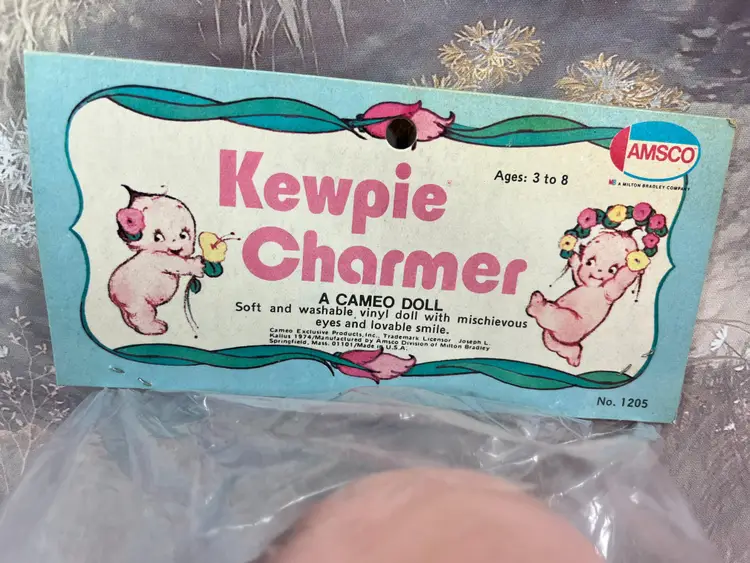 Kewpie
Charmer
Ages: 3 to 8
AMSCO
MB A MILTON BRADLEY COMPANY
A CAMEO DOLL
Soft and washable vinyl doll with mischievous
eyes and lovable smile.
Cameo Exclusive Products, Inc., Trademark Licensor Joseph L.
Kallus 1974/Manufactured by Amsco Division of Milton Bradley
Springfield, Mass. 01101/Made in U.S.A.
No. 1205